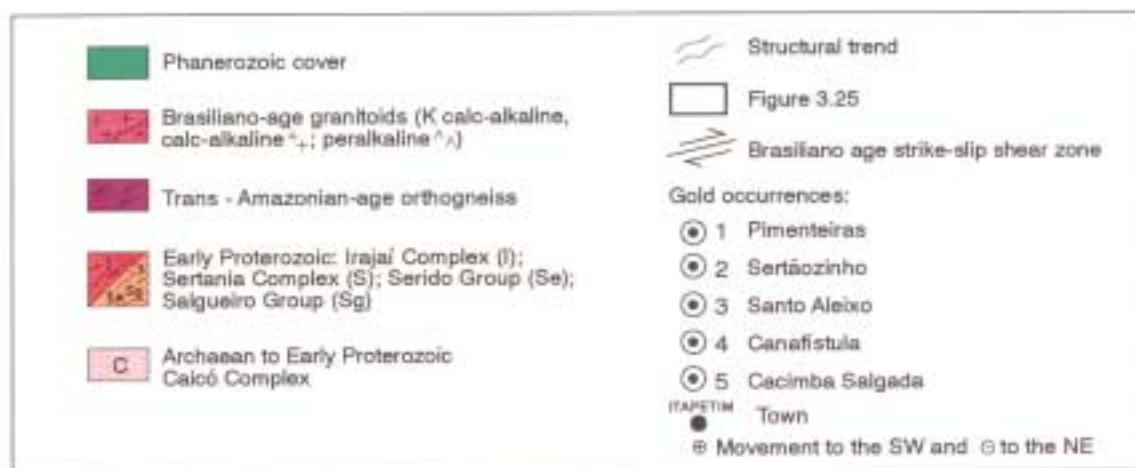 Phanerozoic cover
Brasiliano-age granitoids (K calc-alkaline,
calc-alkaline ^+; peralkaline ^^)
Trans - Amazonian-age orthogneiss
Early Proterozoic: Irajaí Complex (I);
Sertania Complex (S); Serido Group (Se);
Salgueiro Group (Sg)
I
S
Se Sg
C
Archaean to Early Proterozoic
Caicó Complex
Structural trend
Figure 3.25
Brasiliano age strike-slip shear zone
Gold occurrences:
1 Pimenteiras
2 Sertãozinho
3 Santo Aleixo
4 Canafístula
5 Cacimba Salgada
ITAPETIM
Town
⊕ Movement to the SW and ⊙ to the NE